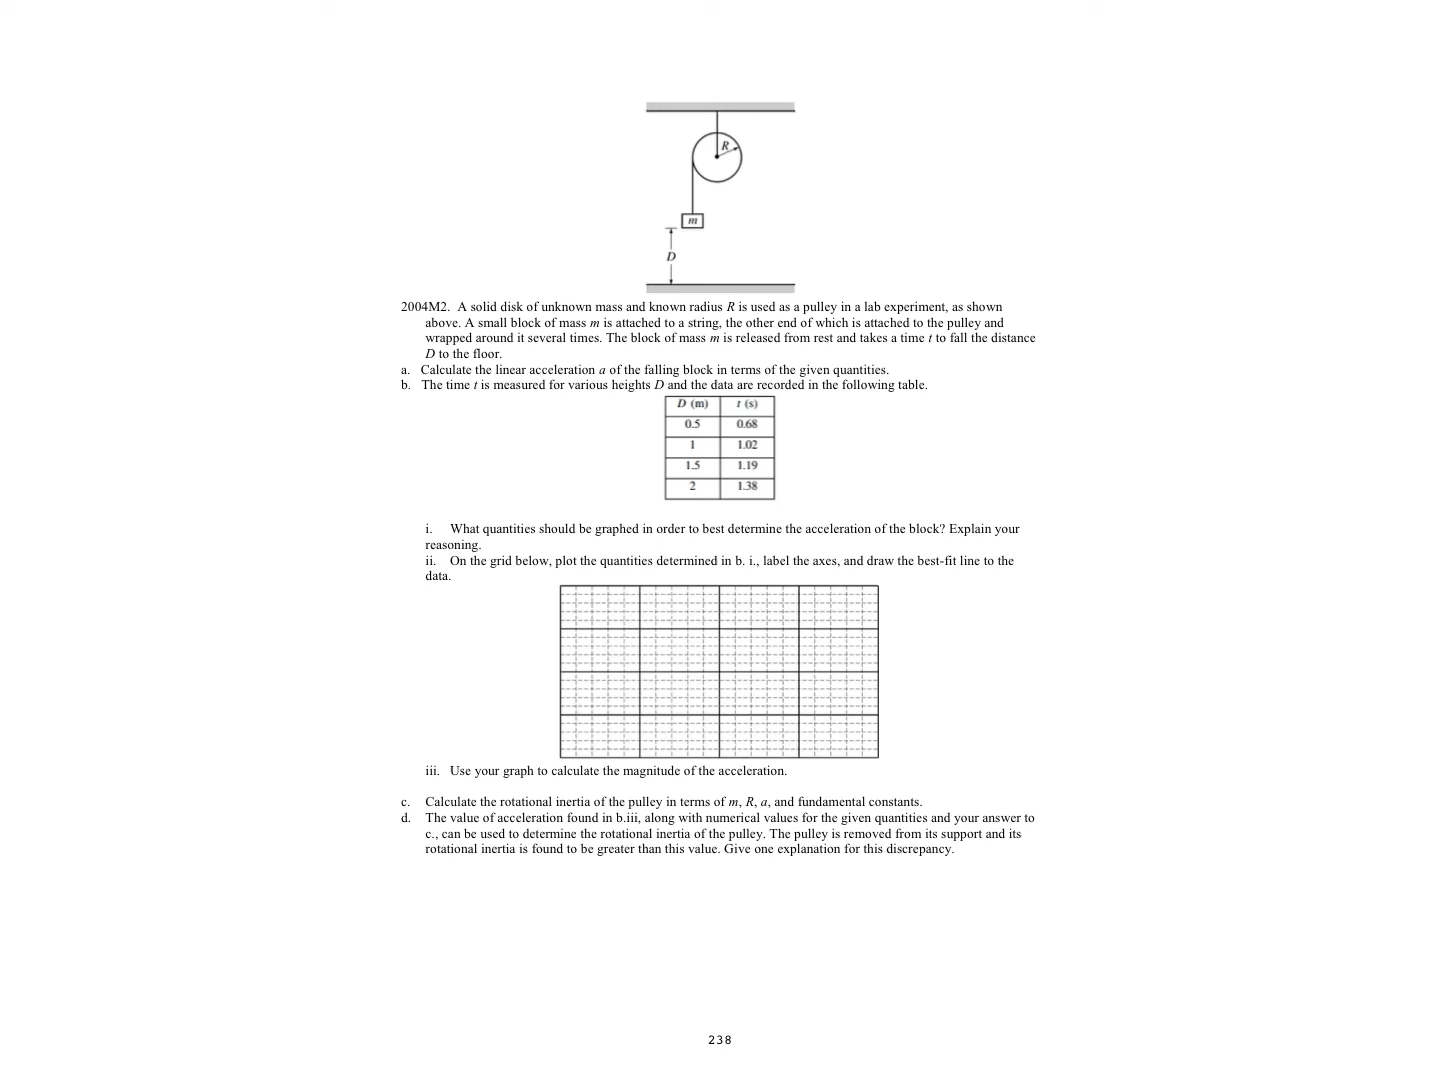 R
m
D
2004M2. A solid disk of unknown mass and known radius R is used as a pulley in a lab experiment, as shown
above. A small block of mass m is attached to a string, the other end of which is attached to the pulley and
wrapped around it several times. The block of mass m is released from rest and takes a time t to fall the distance
D to the floor.
a. Calculate the linear acceleration a of the falling block in terms of the given quantities.
b. The time t is measured for various heights D and the data are recorded in the following table.
D (m) t (s)
0.5 0.68
1 1.02
1.5 1.19
2 1.38
i. What quantities should be graphed in order to best determine the acceleration of the block? Explain your
reasoning.
ii. On the grid below, plot the quantities determined in b. i., label the axes, and draw the best-fit line to the
data.
iii. Use your graph to calculate the magnitude of the acceleration.
c. Calculate the rotational inertia of the pulley in terms of m, R, a, and fundamental constants.
d. The value of acceleration found in b.iii, along with numerical values for the given quantities and your answer to
c., can be used to determine the rotational inertia of the pulley. The pulley is removed from its support and its
rotational inertia is found to be greater than this value. Give one explanation for this discrepancy.
238